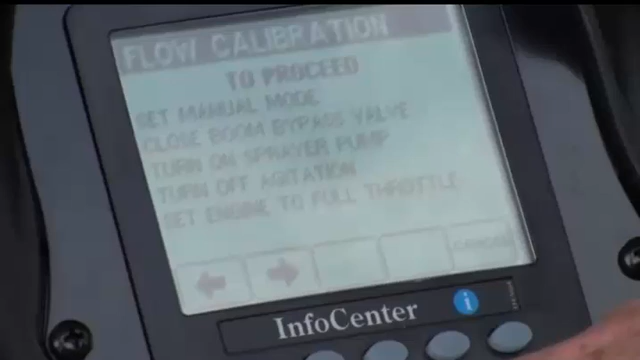 FLOW CALIBRATION
TO PROCEED
SET MANUAL MODE
CLOSE BOOM BYPASS VALVE
TURN ON SPRAYER PUMP
TURN OFF AGITATION
SET ENGINE TO FULL THROTTLE
CANCEL
InfoCenter i